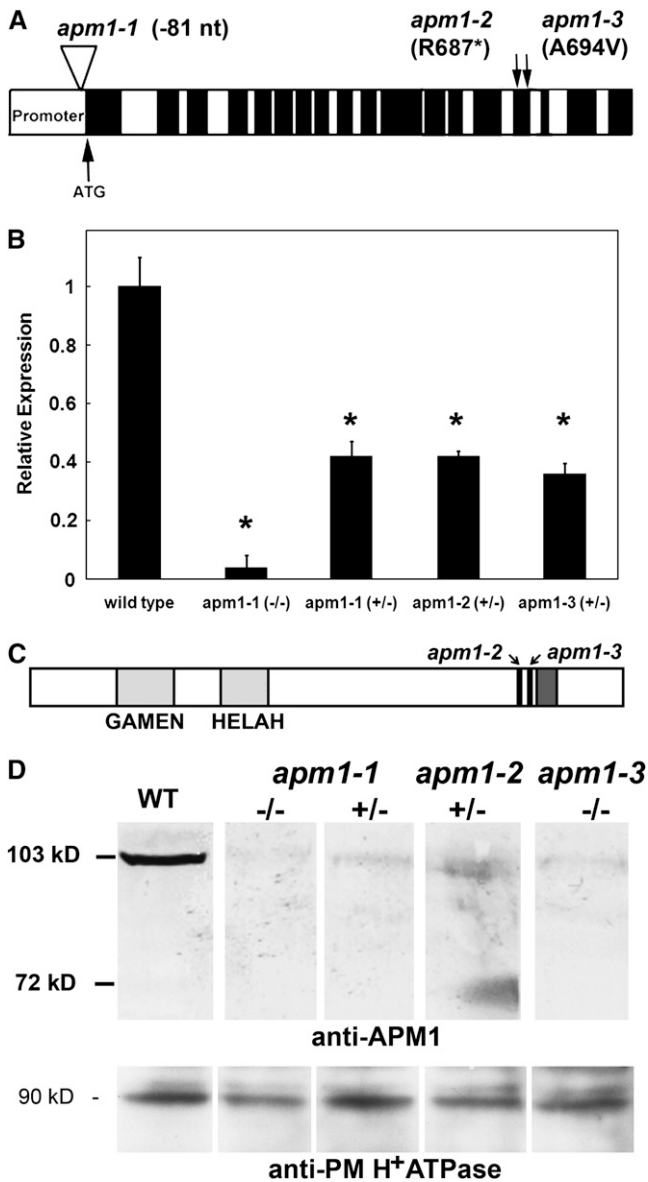 A
apm1-1 (-81 nt)
apm1-2 apm1-3
(R687*) (A694V)
Promoter
ATG
B
Relative Expression
1
0.8
0.6
0.4
0.2
0
*
*
*
*
wild type apm1-1 (-/-) apm1-1 (+/-) apm1-2 (+/-) apm1-3 (+/-)
C
apm1-2 apm1-3
GAMEN HELAH
D
WT apm1-1 apm1-2 apm1-3
-/- +/- +/- -/-
103 kD
72 kD
anti-APM1
90 kD -
anti-PM H+ATPase